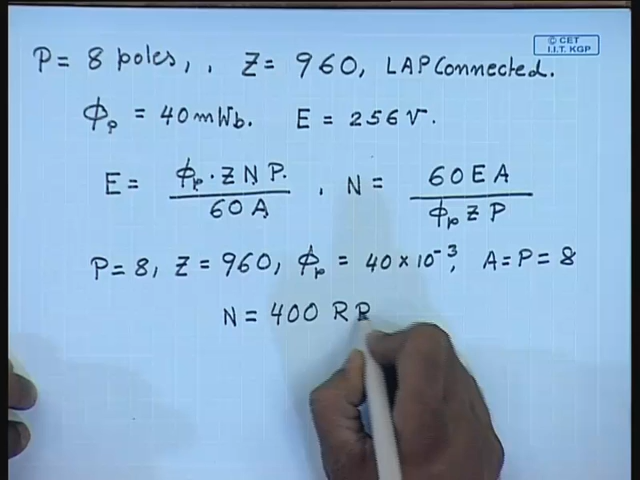 © CET
I.I.T. KGP
P = 8 poles, , Z = 960, LAP Connected.
ϕp = 40 mWb. E = 256 V.
E = ϕp · Z N P. / 60 A , N = 60 E A / ϕp Z P
P = 8, Z = 960, ϕp = 40 × 10⁻³, A = P = 8
N = 400 RP